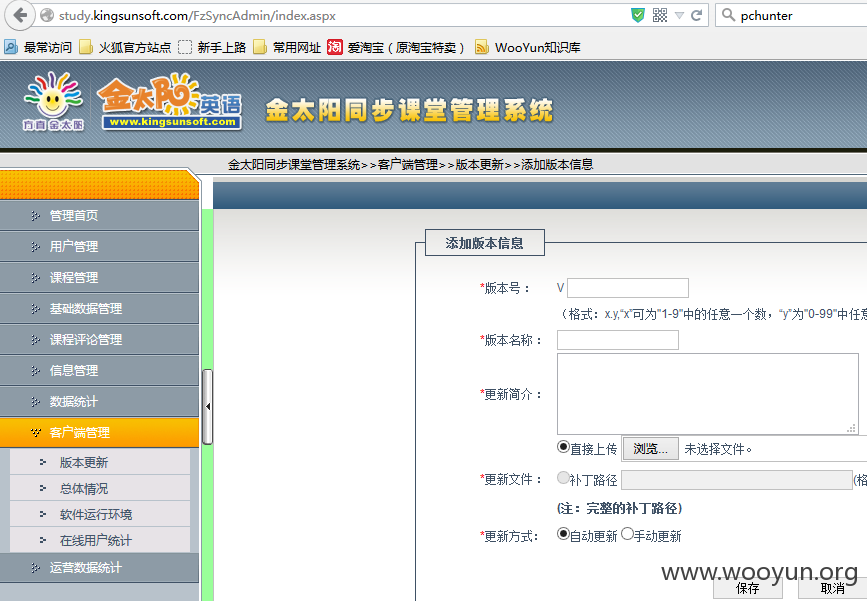 study.kingsunsoft.com/FzSyncAdmin/index.aspx
pchunter
最常访问 火狐官方站点 新手上路 常用网址 淘 爱淘宝（原淘宝特卖） WooYun知识库
方直金太阳
金太阳英语
www.kingsunsoft.com
金太阳同步课堂管理系统
金太阳同步课堂管理系统>>客户端管理>>版本更新>>添加版本信息
管理首页
用户管理
课程管理
基础数据管理
课程评论管理
信息管理
数据统计
客户端管理
版本更新
总体情况
软件运行环境
在线用户统计
运营数据统计
添加版本信息
*版本号： V
（格式：x.y,“x”可为"1-9"中的任意一个数，“y”为"0-99"中任意
*版本名称：
*更新简介：
直接上传 浏览... 未选择文件。
*更新文件： 补丁路径 (格
(注：完整的补丁路径)
*更新方式： 自动更新 手动更新
www.wooyun.org
保存 取消